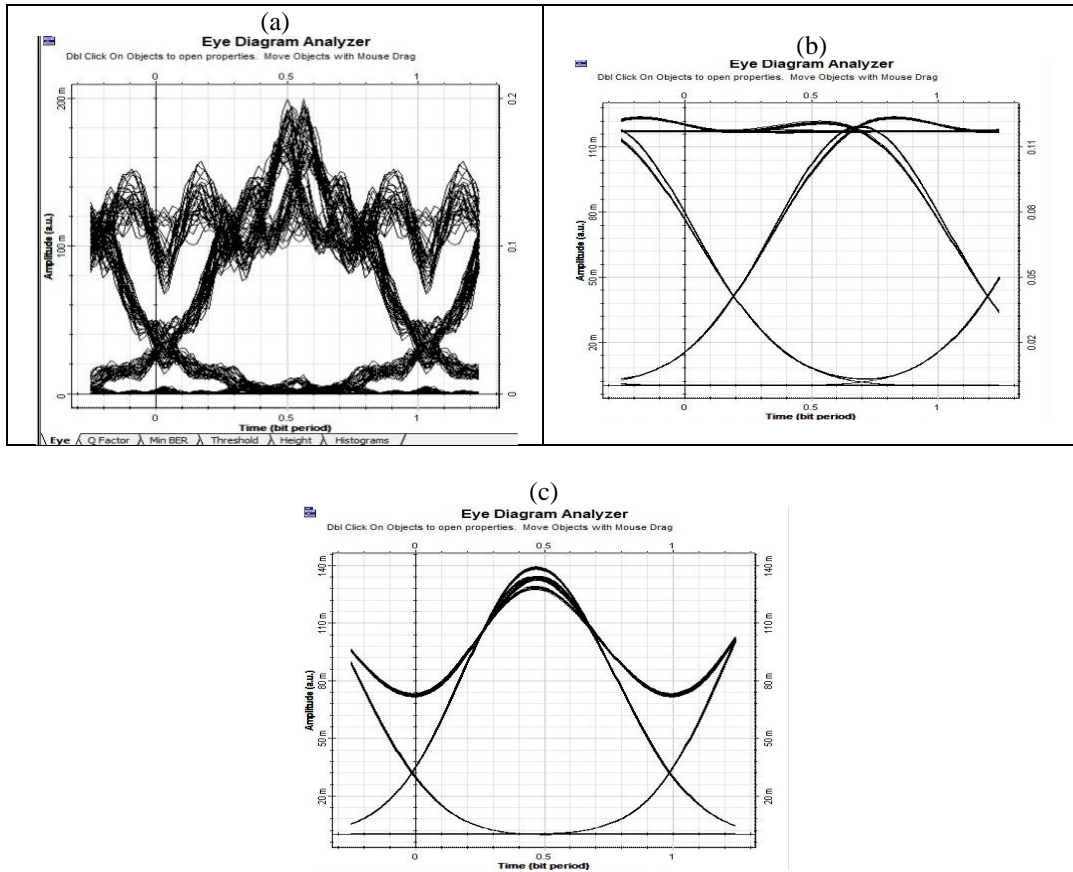 (a)
Eye Diagram Analyzer
Dbl Click On Objects to open properties. Move Objects with Mouse Drag
0 0.5 1
200 m 0.2
100 m 0.1
0 0
Amplitude (a.u.)
0 0.5 1
Time (bit period)
Eye Q Factor Min BER Threshold Height Histograms
(b)
Eye Diagram Analyzer
Dbl Click On Objects to open properties. Move Objects with Mouse Drag
0 0.5 1
110 m 0.11
80 m 0.08
50 m 0.05
20 m 0.02
Amplitude (a.u.)
0 0.5 1
Time (bit period)
(c)
Eye Diagram Analyzer
Dbl Click On Objects to open properties. Move Objects with Mouse Drag
0 0.5 1
140 m 140 m
110 m 110 m
80 m 80 m
50 m 50 m
20 m 20 m
Amplitude (a.u.)
0 0.5 1
Time (bit period)